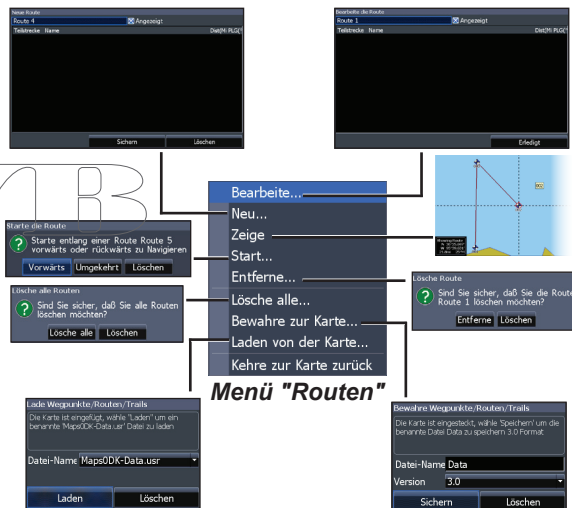 Neue Route
Route 4
Angezeigt
Teilstrecke Name Dist(Mi PLG(°
Sichern Löschen
Bearbeite die Route
Route 1
Angezeigt
Teilstrecke Name Dist(Mi PLG(°
Erledigt
002
Bearbeite...
Neu...
Zeige
Start...
Entferne...
Lösche alle...
Bewahre zur Karte...
Laden von der Karte...
Kehre zur Karte zurück
Menü "Routen"
Starte die Route
? Starte entlang einer Route Route 5
vorwärts oder rückwärts zu Navigieren
Vorwärts Umgekehrt Löschen
Lösche alle Routen
? Sind Sie sicher, daß Sie alle Routen
löschen möchten?
Lösche alle Löschen
Lösche Route
? Sind Sie sicher, daß Sie die Route
Route 1 löschen möchten?
Entferne Löschen
Lade Wegpunkte/Routen/Trails
Die Karte ist eingefügt, wähle "Laden" um ein
benannte 'Maps0DK-Data.usr' Datei zu laden
Datei-Name Maps0DK-Data.usr
Laden Löschen
Bewahre Wegpunkte/Routen/Trails
Die Karte ist eingesteckt, wähle 'Speichern' um die
benannte Datei Data zu speichern 3.0 Format
Datei-Name Data
Version 3.0
Sichern Löschen